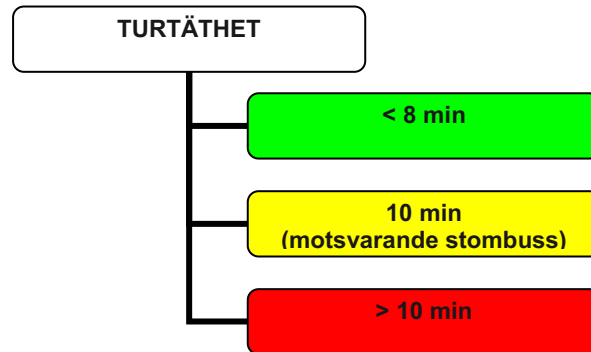 TURTÄTHET
< 8 min
10 min
(motsvarande stombuss)
> 10 min